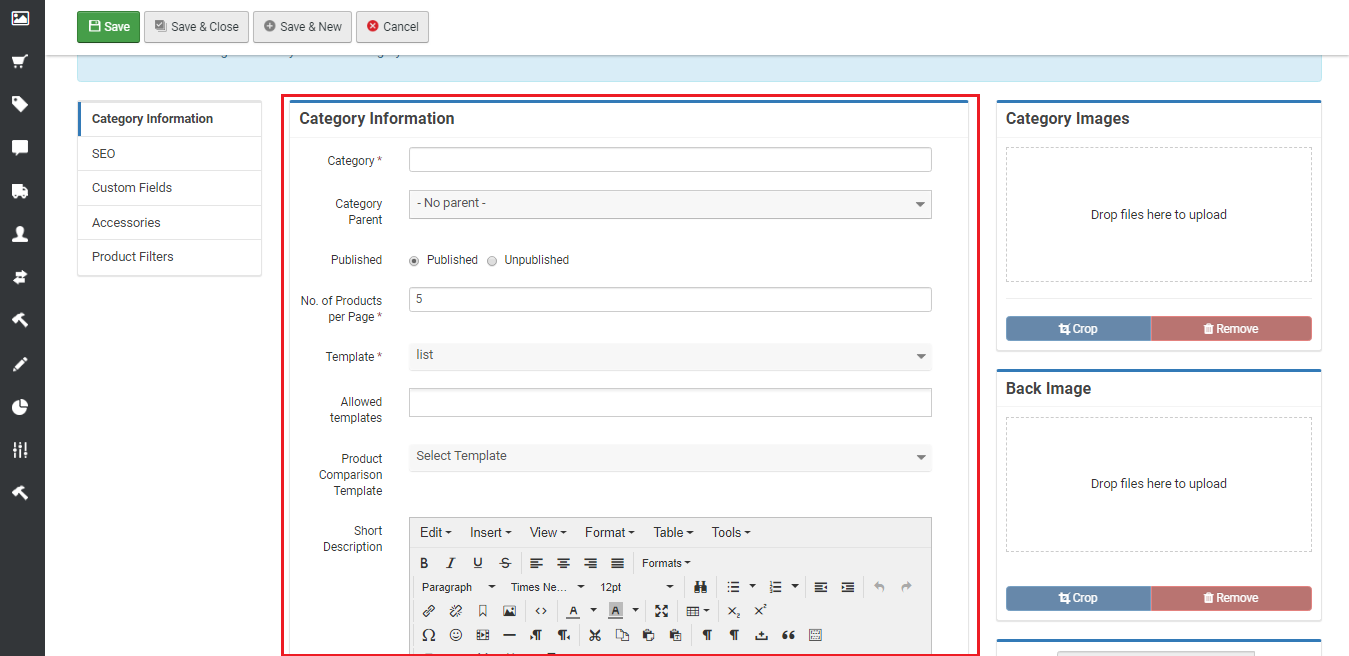 Save
Save & Close
Save & New
Cancel
Category Information
SEO
Custom Fields
Accessories
Product Filters
Category Information
Category *
Category
Parent
- No parent -
Published
Published
Unpublished
No. of Products
per Page *
5
Template *
list
Allowed
templates
Product
Comparison
Template
Select Template
Short
Description
Edit
Insert
View
Format
Table
Tools
Formats
Paragraph
Times Ne...
12pt
Category Images
Drop files here to upload
Crop
Remove
Back Image
Drop files here to upload
Crop
Remove